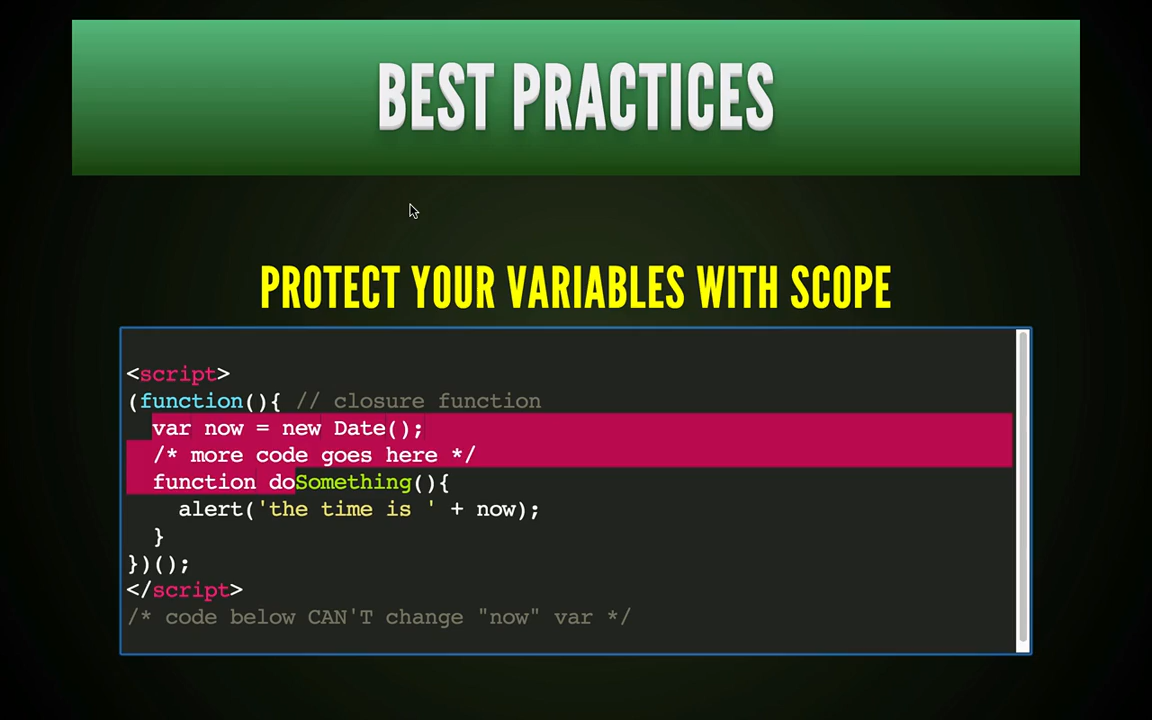 BEST PRACTICES
PROTECT YOUR VARIABLES WITH SCOPE
<script>
(function(){ // closure function
  var now = new Date();
  /* more code goes here */
  function doSomething(){
    alert('the time is ' + now);
  }
})();
</script>
/* code below CAN'T change "now" var */